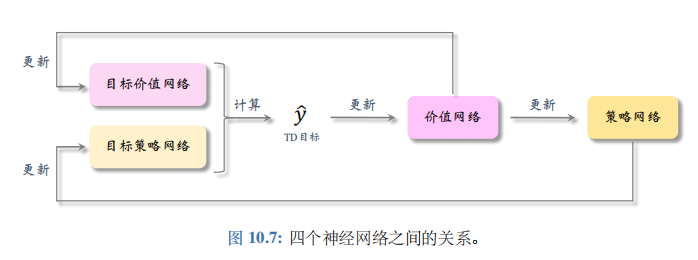 更新
目标价值网络
目标策略网络
更新
计算
ŷ
TD目标
更新
价值网络
更新
策略网络
图 10.7: 四个神经网络之间的关系。